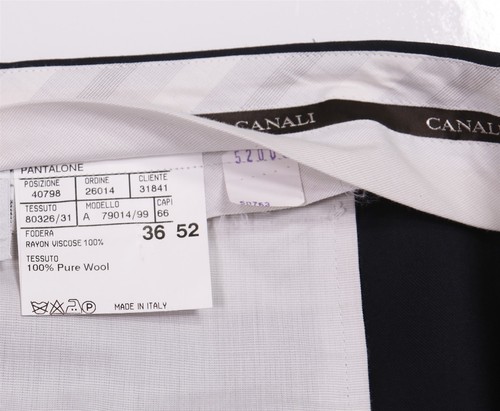 CANALI
CANALI
5200
PANTALONE
POSIZIONE ORDINE CLIENTE
40798 26014 31841
TESSUTO MODELLO CAPI
80326/31 A 79014/99 66
FODERA 36 52
RAYON VISCOSE 100%
TESSUTO
100% Pure Wool
P MADE IN ITALY